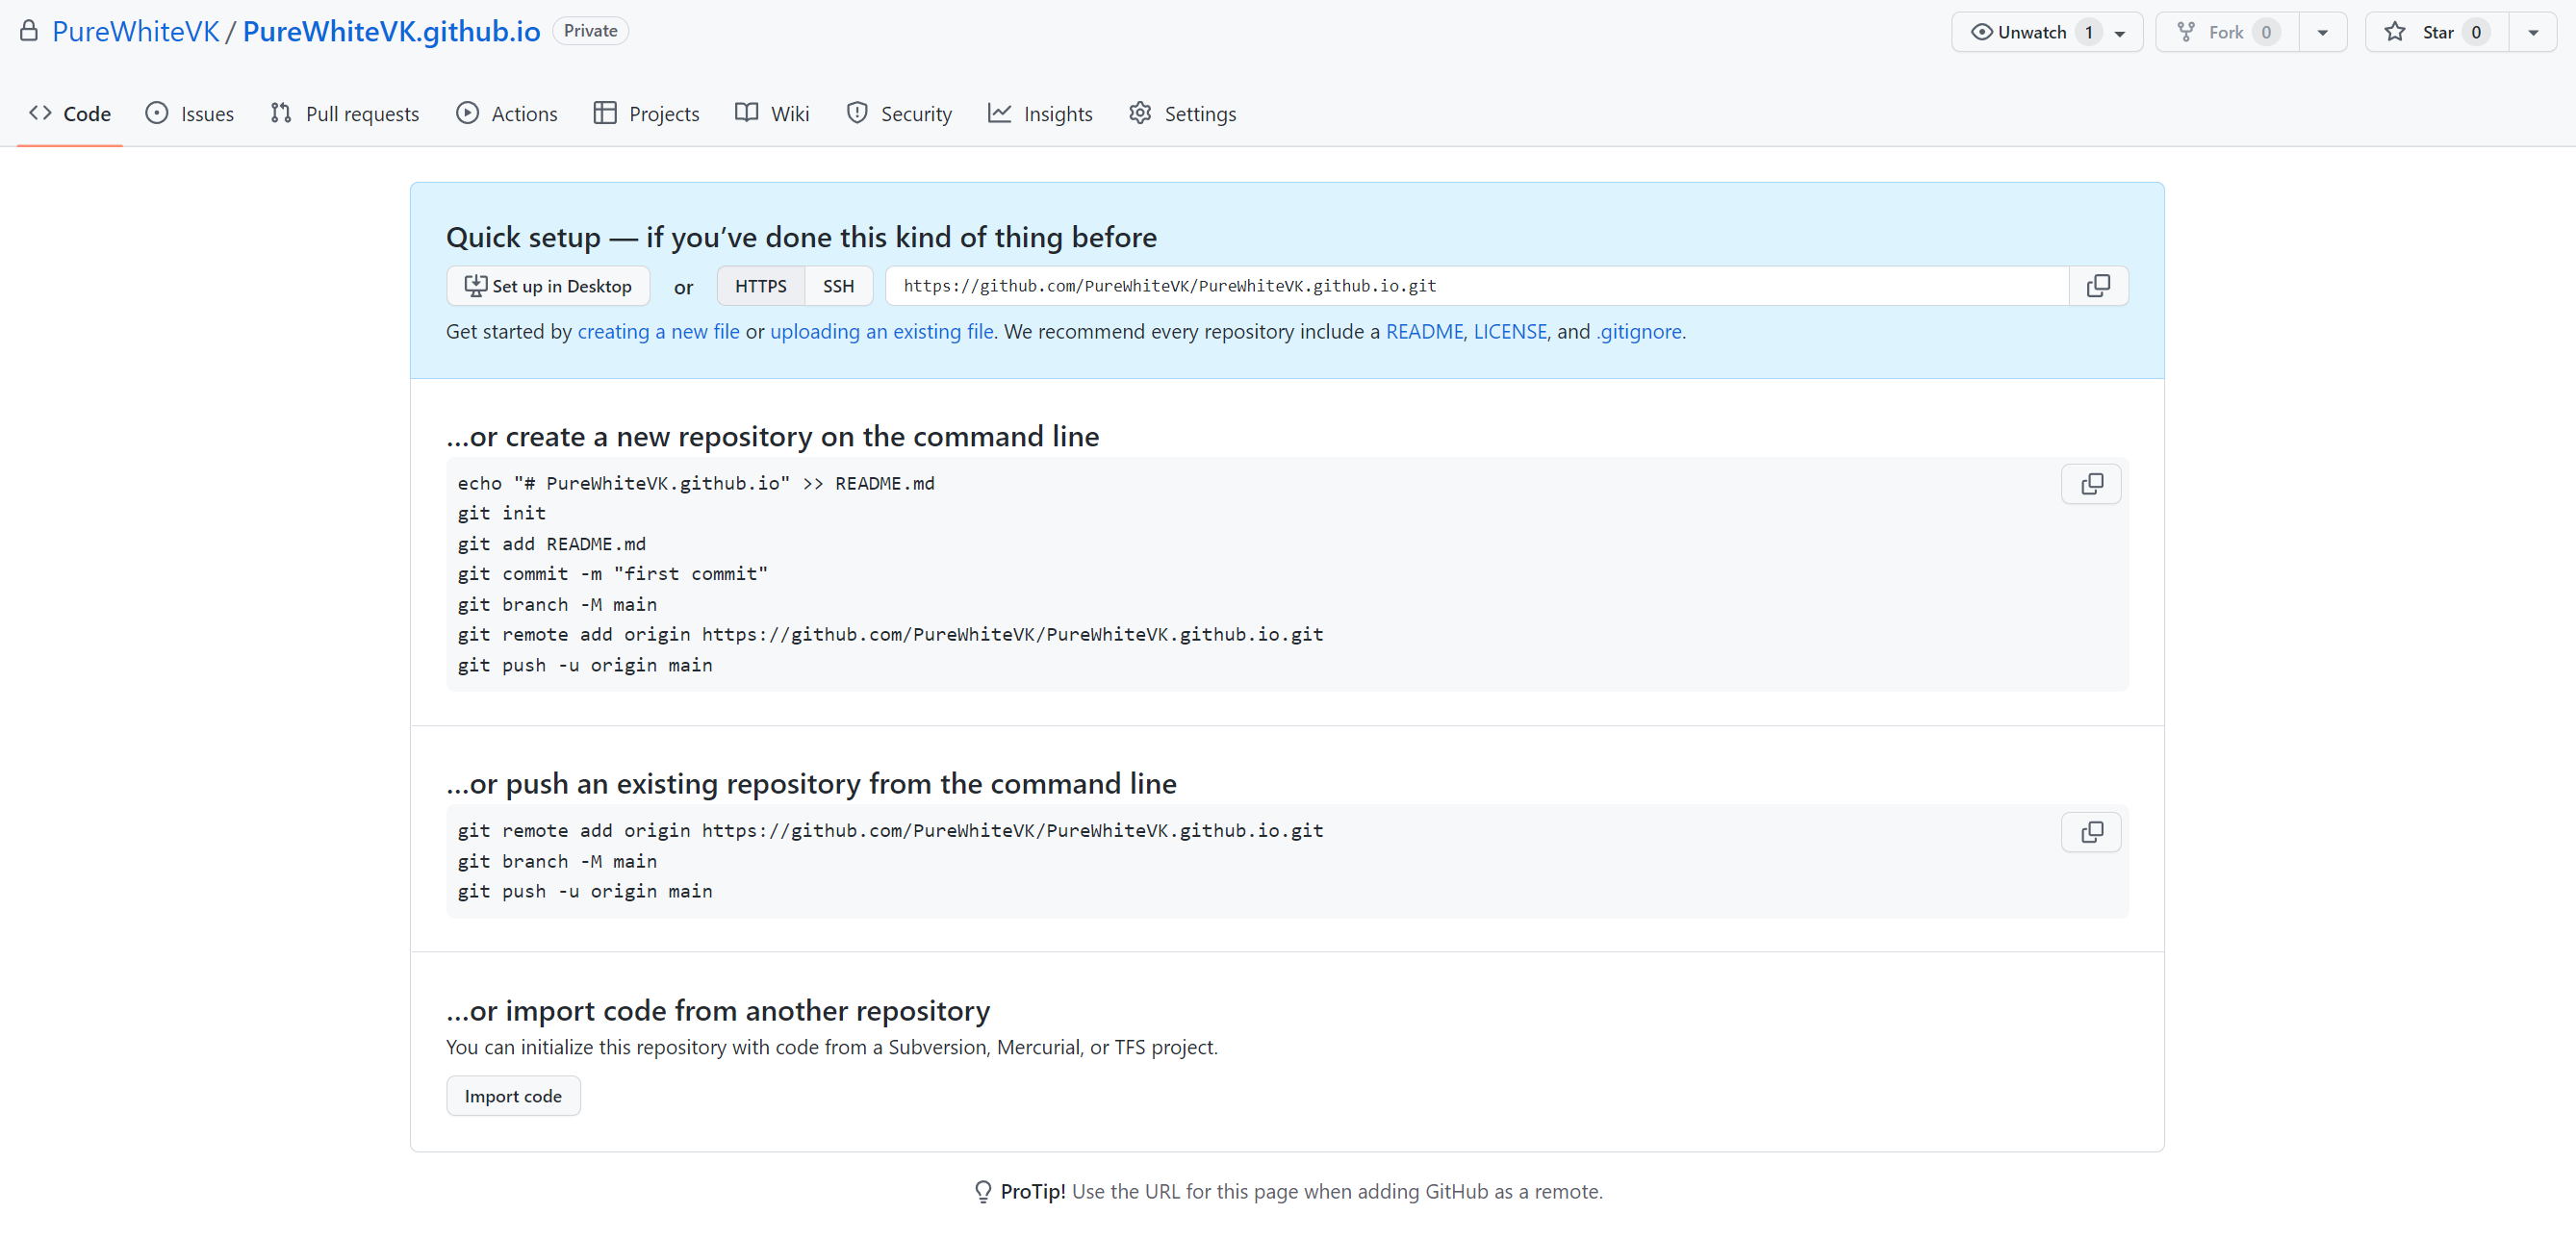 PureWhiteVK / PureWhiteVK.github.io Private
Unwatch 1
Fork 0
Star 0
Code Issues Pull requests Actions Projects Wiki Security Insights Settings
Quick setup — if you’ve done this kind of thing before
Set up in Desktop or HTTPS SSH https://github.com/PureWhiteVK/PureWhiteVK.github.io.git
Get started by creating a new file or uploading an existing file. We recommend every repository include a README, LICENSE, and .gitignore.
…or create a new repository on the command line
echo "# PureWhiteVK.github.io" >> README.md
git init
git add README.md
git commit -m "first commit"
git branch -M main
git remote add origin https://github.com/PureWhiteVK/PureWhiteVK.github.io.git
git push -u origin main
…or push an existing repository from the command line
git remote add origin https://github.com/PureWhiteVK/PureWhiteVK.github.io.git
git branch -M main
git push -u origin main
…or import code from another repository
You can initialize this repository with code from a Subversion, Mercurial, or TFS project.
Import code
ProTip! Use the URL for this page when adding GitHub as a remote.